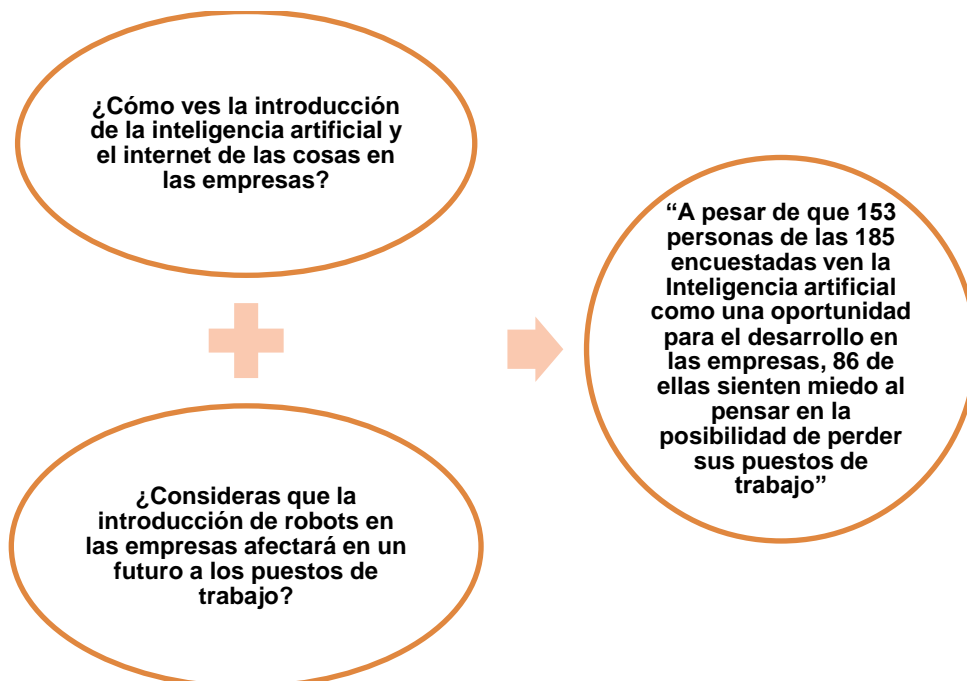 ¿Cómo ves la introducción
de la inteligencia artificial y
el internet de las cosas en
las empresas?
¿Consideras que la
introducción de robots en
las empresas afectará en un
futuro a los puestos de
trabajo?
“A pesar de que 153
personas de las 185
encuestadas ven la
Inteligencia artificial
como una oportunidad
para el desarrollo en
las empresas, 86 de
ellas sienten miedo al
pensar en la
posibilidad de perder
sus puestos de
trabajo”